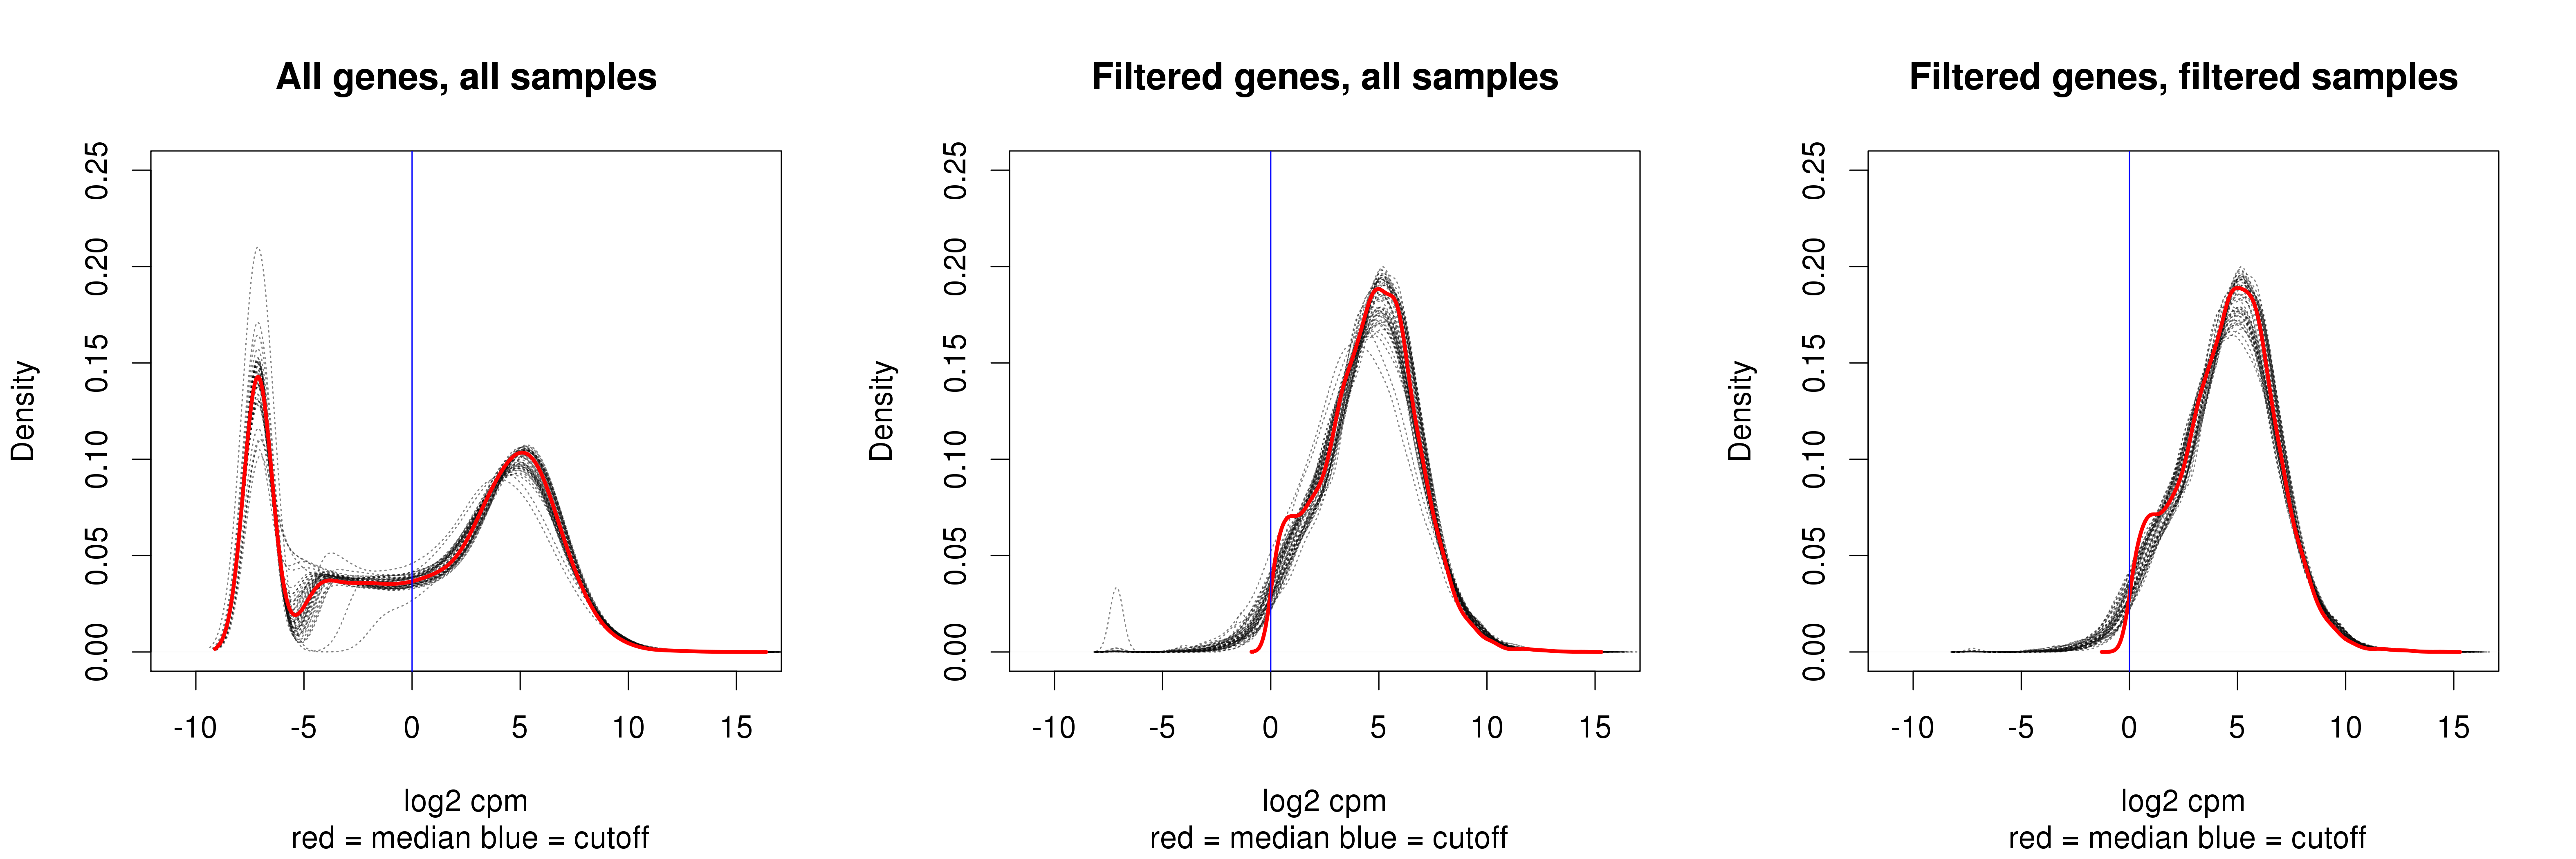 All genes, all samples
Density
0.00 0.05 0.10 0.15 0.20 0.25
-10 -5 0 5 10 15
log2 cpm
red = median blue = cutoff
Filtered genes, all samples
Density
0.00 0.05 0.10 0.15 0.20 0.25
-10 -5 0 5 10 15
log2 cpm
red = median blue = cutoff
Filtered genes, filtered samples
Density
0.00 0.05 0.10 0.15 0.20 0.25
-10 -5 0 5 10 15
log2 cpm
red = median blue = cutoff